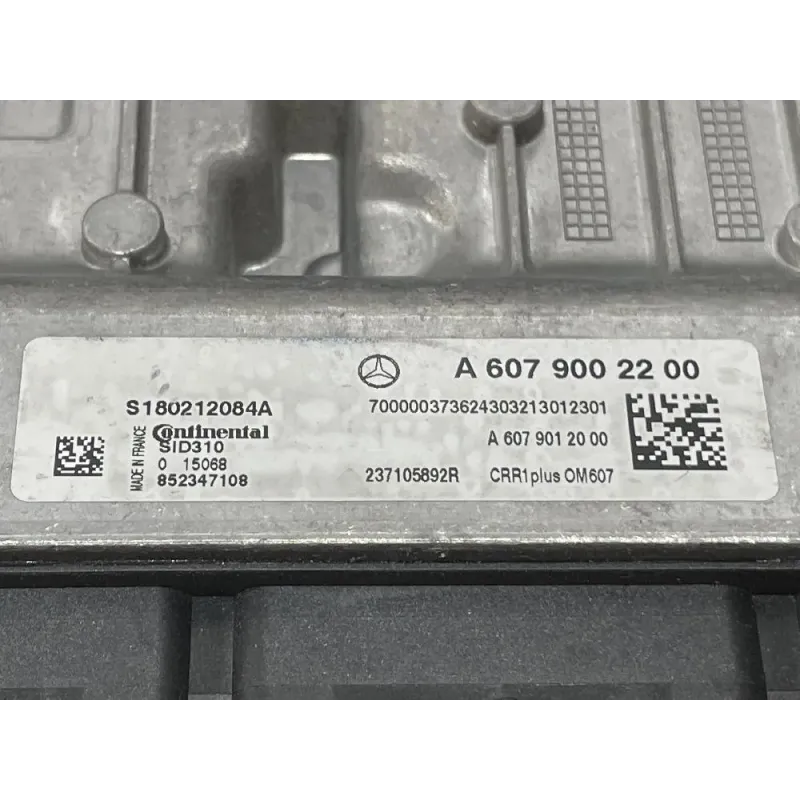 A 607 900 22 00
S180212084A
700000373624303213012301
Continental
MADE IN FRANCE
SID310
A 607 901 20 00
0 15068
852347108
237105892R
CRR1plus OM607